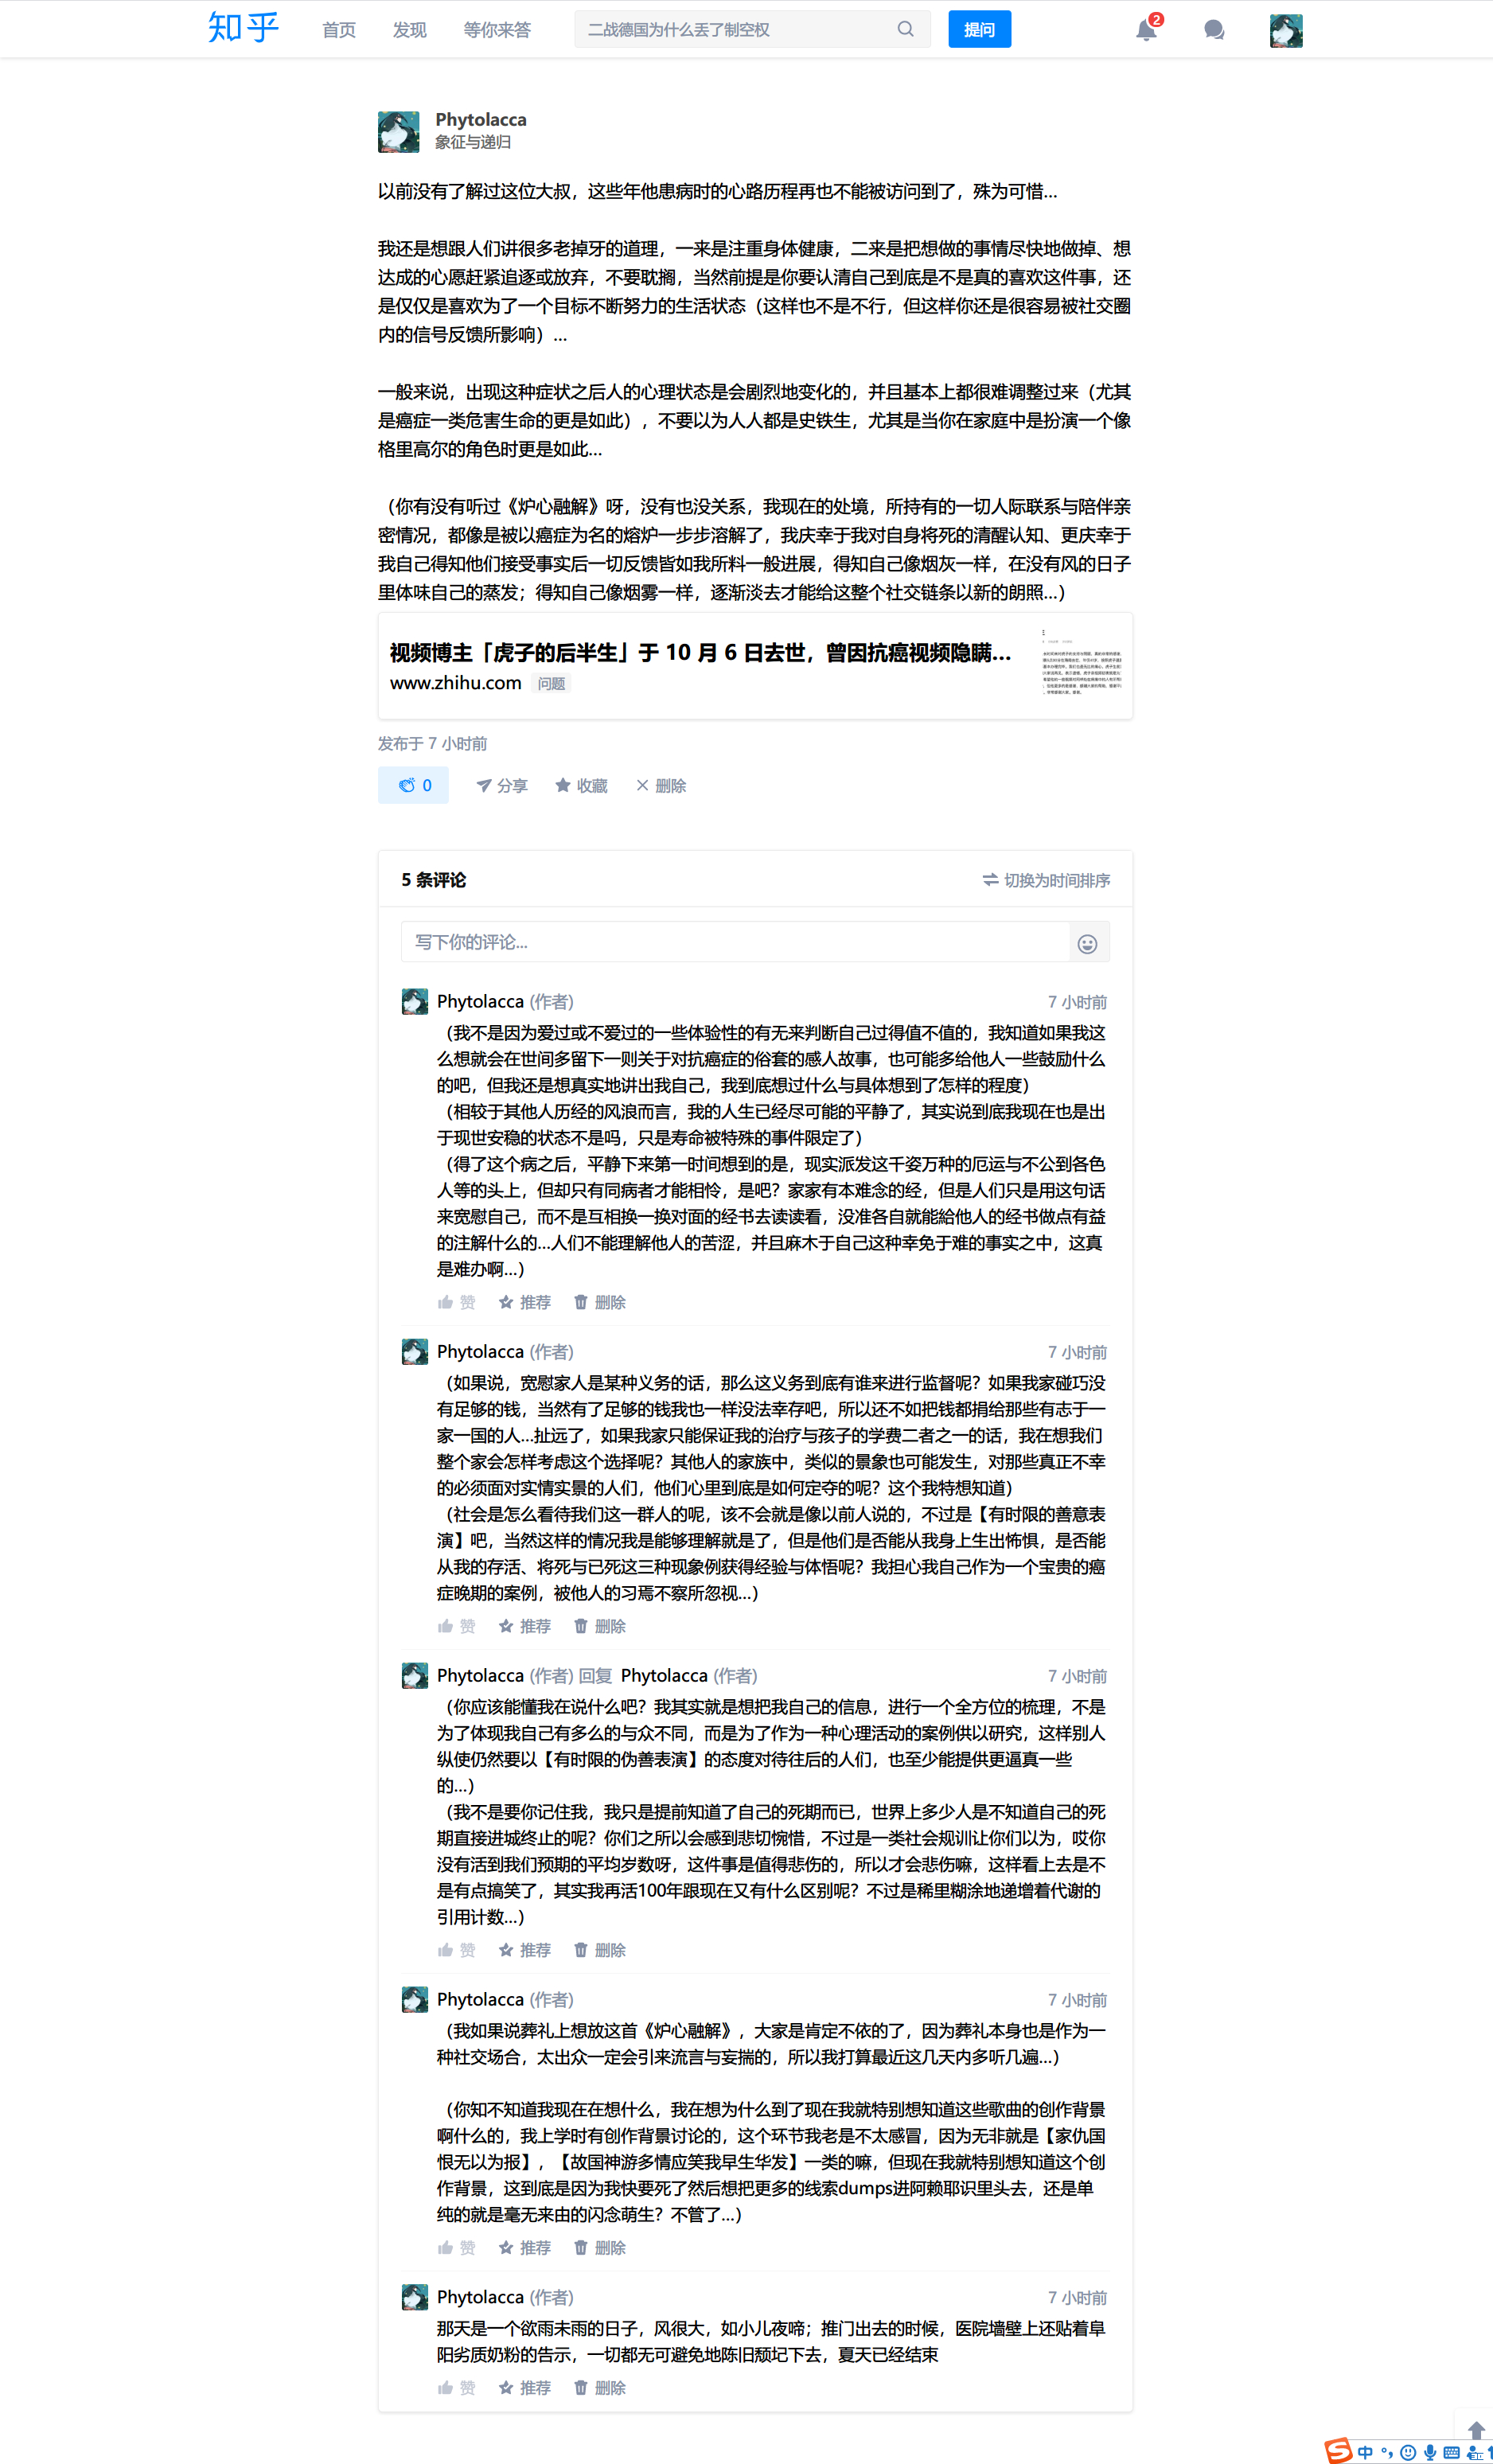 知乎
首页
发现
等你来答
二战德国为什么丢了制空权
提问
2
Phytolacca
象征与递归
以前没有了解过这位大叔，这些年他患病时的心路历程再也不能被访问到了，殊为可惜...
我还是想跟人们讲很多老掉牙的道理，一来是注重身体健康，二来是把想做的事情尽快地做掉、想
达成的心愿赶紧追逐或放弃，不要耽搁，当然前提是你要认清自己到底是不是真的喜欢这件事，还
是仅仅是喜欢为了一个目标不断努力的生活状态（这样也不是不行，但这样你还是很容易被社交圈
内的信号反馈所影响）...
一般来说，出现这种症状之后人的心理状态是会剧烈地变化的，并且基本上都很难调整过来（尤其
是癌症一类危害生命的更是如此），不要以为人人都是史铁生，尤其是当你在家庭中是扮演一个像
格里高尔的角色时更是如此...
（你有没有听过《炉心融解》呀，没有也没关系，我现在的处境，所持有的一切人际联系与陪伴亲
密情况，都像是被以癌症为名的熔炉一步步溶解了，我庆幸于我对自身将死的清醒认知、更庆幸于
我自己得知他们接受事实后一切反馈皆如我所料一般进展，得知自己像烟灰一样，在没有风的日子
里体味自己的蒸发；得知自己像烟雾一样，逐渐淡去才能给这整个社交链条以新的朗照...）
视频博主「虎子的后半生」于 10 月 6 日去世，曾因抗癌视频隐瞒...
www.zhihu.com 问题
发布于 7 小时前
0
分享
收藏
删除
5 条评论
切换为时间排序
写下你的评论...
Phytolacca (作者)
7 小时前
（我不是因为爱过或不爱过的一些体验性的有无来判断自己过得值不值的，我知道如果我这
么想就会在世间多留下一则关于对抗癌症的俗套的感人故事，也可能多给他人一些鼓励什么
的吧，但我还是想真实地讲出我自己，我到底想过什么与具体想到了怎样的程度）
（相较于其他人历经的风浪而言，我的人生已经尽可能的平静了，其实说到底我现在也是出
于现世安稳的状态不是吗，只是寿命被特殊的事件限定了）
（得了这个病之后，平静下来第一时间想到的是，现实派发这千姿万种的厄运与不公到各色
人等的头上，但却只有同病者才能相怜，是吧？家家有本难念的经，但是人们只是用这句话
来宽慰自己，而不是互相换一换对面的经书去读读看，没准各自就能給他人的经书做点有益
的注解什么的...人们不能理解他人的苦涩，并且麻木于自己这种幸免于难的事实之中，这真
是难办啊...）
赞
推荐
删除
Phytolacca (作者)
7 小时前
（如果说，宽慰家人是某种义务的话，那么这义务到底有谁来进行监督呢？如果我家碰巧没
有足够的钱，当然有了足够的钱我也一样没法幸存吧，所以还不如把钱都捐给那些有志于一
家一国的人...扯远了，如果我家只能保证我的治疗与孩子的学费二者之一的话，我在想我们
整个家会怎样考虑这个选择呢？其他人的家族中，类似的景象也可能发生，对那些真正不幸
的必须面对实情实景的人们，他们心里到底是如何定夺的呢？这个我特想知道）
（社会是怎么看待我们这一群人的呢，该不会就是像以前人说的，不过是【有时限的善意表
演】吧，当然这样的情况我是能够理解就是了，但是他们是否能从我身上生出怖惧，是否能
从我的存活、将死与已死这三种现象例获得经验与体悟呢？我担心我自己作为一个宝贵的癌
症晚期的案例，被他人的习焉不察所忽视...）
赞
推荐
删除
Phytolacca (作者) 回复 Phytolacca (作者)
7 小时前
（你应该能懂我在说什么吧？我其实就是想把我自己的信息，进行一个全方位的梳理，不是
为了体现我自己有多么的与众不同，而是为了作为一种心理活动的案例供以研究，这样别人
纵使仍然要以【有时限的伪善表演】的态度对待往后的人们，也至少能提供更逼真一些
的...）
（我不是要你记住我，我只是提前知道了自己的死期而已，世界上多少人是不知道自己的死
期直接进城终止的呢？你们之所以会感到悲切惋惜，不过是一类社会规训让你们以为，哎你
没有活到我们预期的平均岁数呀，这件事是值得悲伤的，所以才会悲伤嘛，这样看上去是不
是有点搞笑了，其实我再活100年跟现在又有什么区别呢？不过是稀里糊涂地递增着代谢的
引用计数...）
赞
推荐
删除
Phytolacca (作者)
7 小时前
（我如果说葬礼上想放这首《炉心融解》，大家是肯定不依的了，因为葬礼本身也是作为一
种社交场合，太出众一定会引来流言与妄揣的，所以我打算最近这几天内多听几遍...）
（你知不知道我现在在想什么，我在想为什么到了现在我就特别想知道这些歌曲的创作背景
啊什么的，我上学时有创作背景讨论的，这个环节我老是不太感冒，因为无非就是【家仇国
恨无以为报】，【故国神游多情应笑我早生华发】一类的嘛，但现在我就特别想知道这个创
作背景，这到底是因为我快要死了然后想把更多的线索dumps进阿赖耶识里头去，还是单
纯的就是毫无来由的闪念萌生？不管了...）
赞
推荐
删除
Phytolacca (作者)
7 小时前
那天是一个欲雨未雨的日子，风很大，如小儿夜啼；推门出去的时候，医院墙壁上还贴着阜
阳劣质奶粉的告示，一切都无可避免地陈旧颓圮下去，夏天已经结束
赞
推荐
删除
中